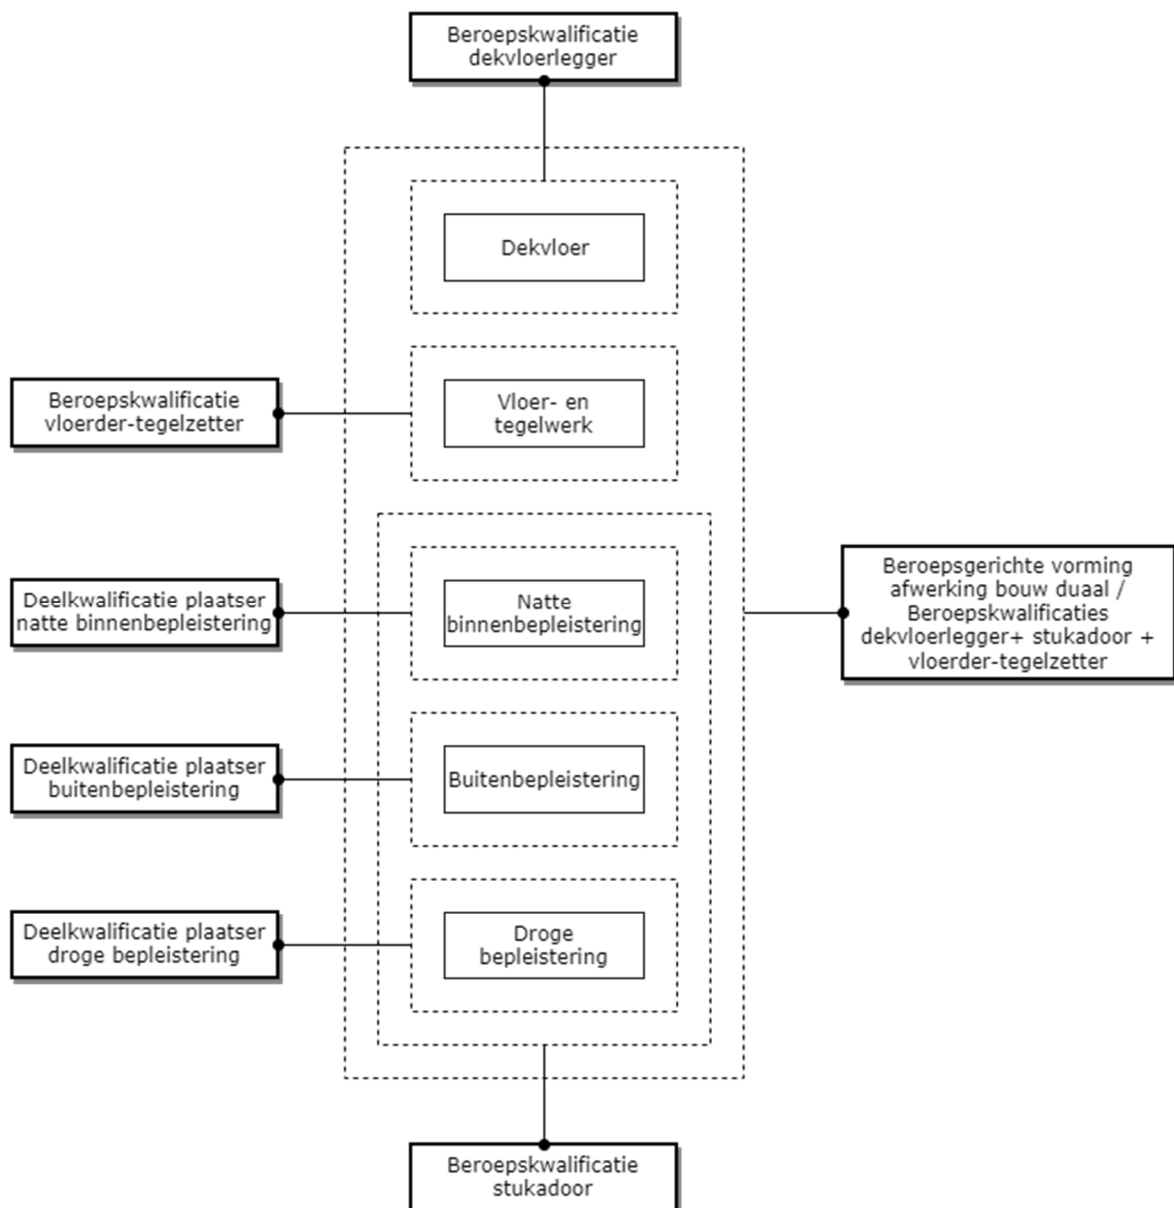 Beroepskwalificatie
dekvloerlegger
Dekvloer
Beroepskwalificatie
vloerder-tegelzetter
Vloer- en
tegelwerk
Deelkwalificatie plaatser
natte binnenbepleistering
Natte
binnenbepleistering
Beroepsgerichte vorming
afwerking bouw duaal /
Beroepskwalificaties
dekvloerlegger+ stukadoor +
vloerder-tegelzetter
Deelkwalificatie plaatser
buitenbepleistering
Buitenbepleistering
Deelkwalificatie plaatser
droge bepleistering
Droge
bepleistering
Beroepskwalificatie
stukadoor